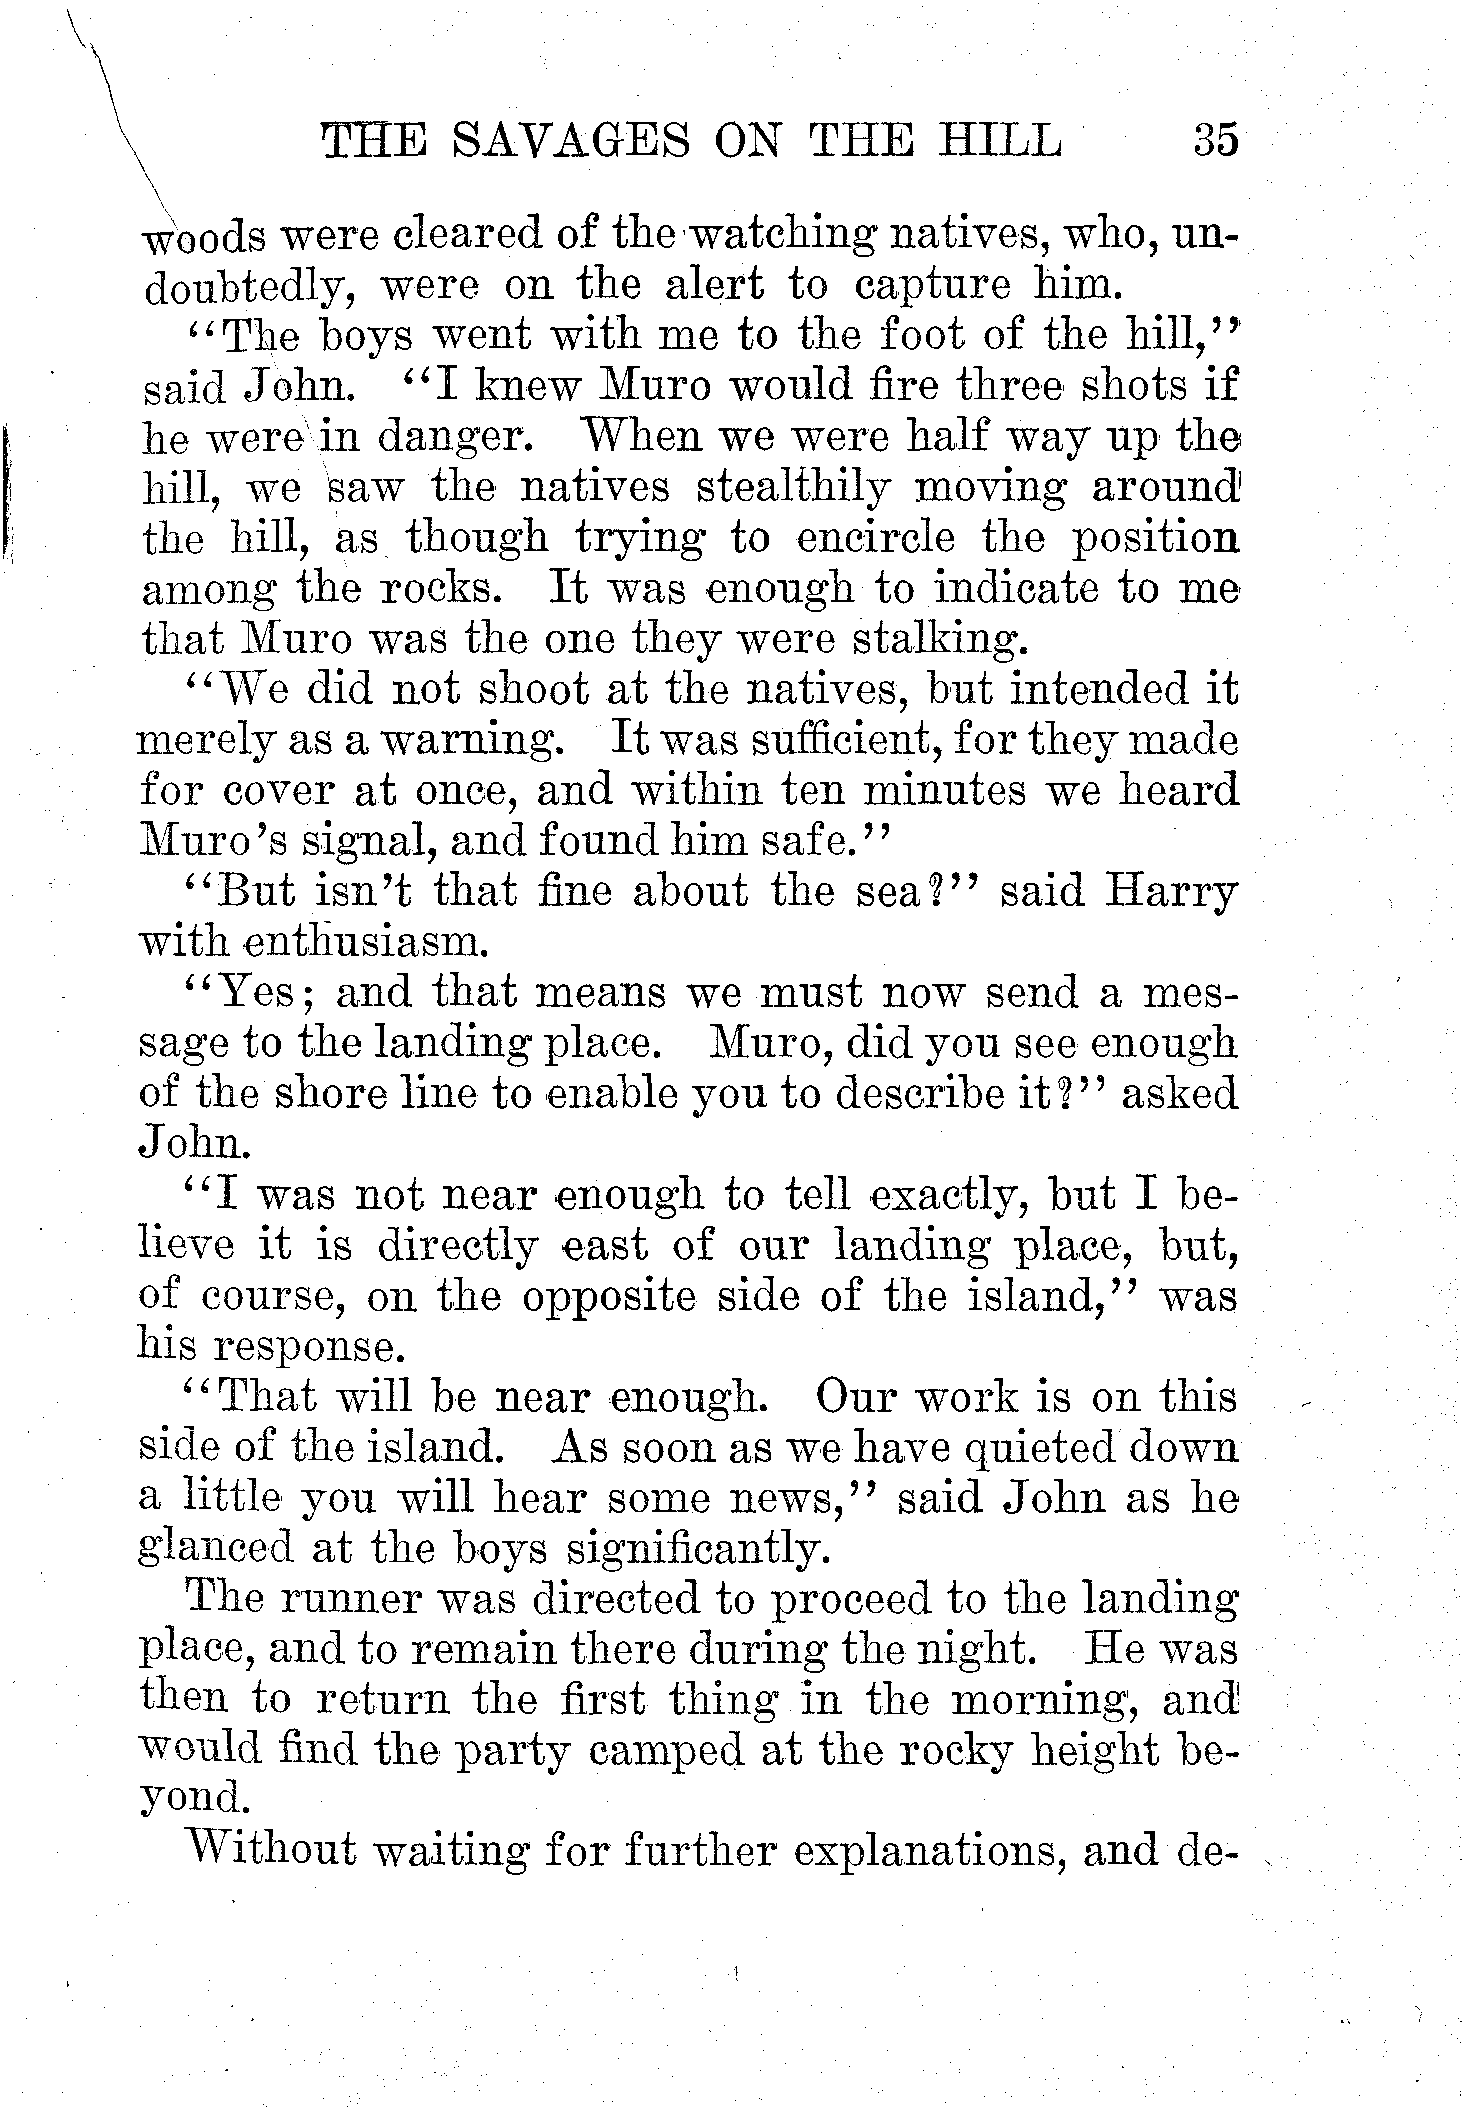 THE SAVAGES ON THE HILL 35
woods were cleared of the watching natives, who, un-
doubtedly, were on the alert to capture him.
"The boys went with me to the foot of the hill,"
said John. "I knew Muro would fire three shots if
he were in danger. When we were half way up the
hill, we saw the natives stealthily moving around
the hill, as though trying to encircle the position
among the rocks. It was enough to indicate to me
that Muro was the one they were stalking.
"We did not shoot at the natives, but intended it
merely as a warning. It was sufficient, for they made
for cover at once, and within ten minutes we heard
Muro's signal, and found him safe."
"But isn't that fine about the sea?" said Harry
with enthusiasm.
"Yes; and that means we must now send a mes-
sage to the landing place. Muro, did you see enough
of the shore line to enable you to describe it?" asked
John.
"I was not near enough to tell exactly, but I be-
lieve it is directly east of our landing place, but,
of course, on the opposite side of the island," was
his response.
"That will be near enough. Our work is on this
side of the island. As soon as we have quieted down
a little you will hear some news," said John as he
glanced at the boys significantly.
The runner was directed to proceed to the landing
place, and to remain there during the night. He was
then to return the first thing in the morning, and
would find the party camped at the rocky height be-
yond.
Without waiting for further explanations, and de-